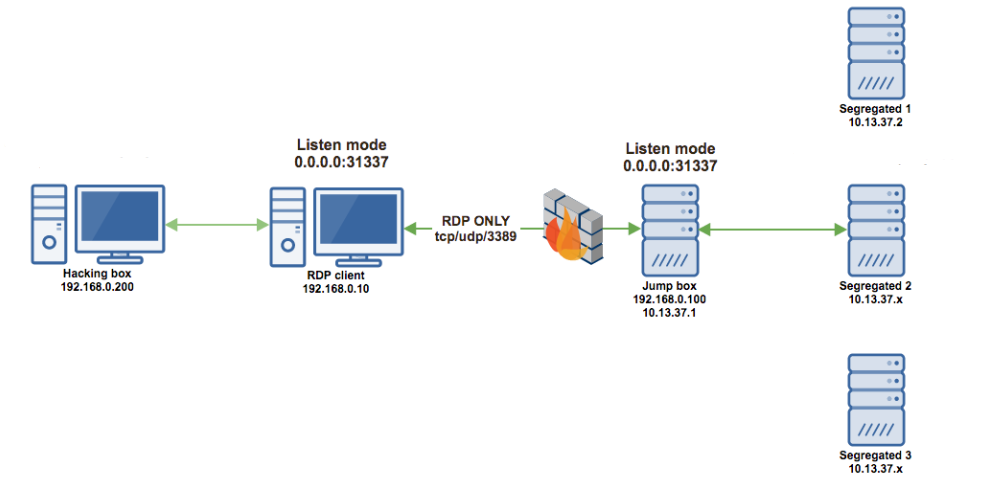 Segregated 1
10.13.37.2
Listen mode
0.0.0.0:31337
Listen mode
0.0.0.0:31337
RDP ONLY
tcp/udp/3389
Hacking box
192.168.0.200
RDP client
192.168.0.10
Jump box
192.168.0.100
10.13.37.1
Segregated 2
10.13.37.x
Segregated 3
10.13.37.x